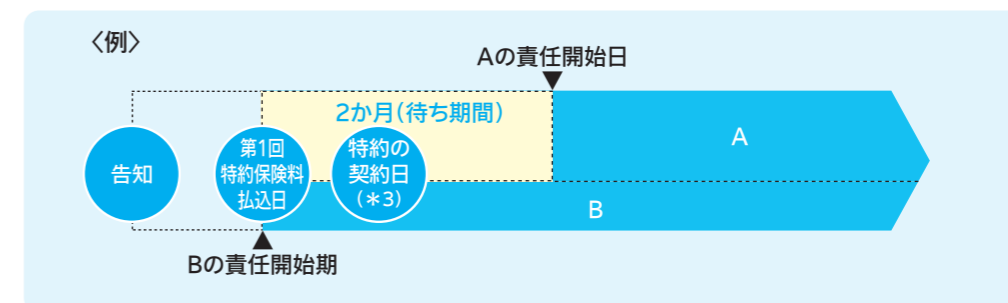 〈例〉
Aの責任開始日
2か月(待ち期間)
告知
第1回
特約保険料
払込日
特約の
契約日
(*3)
A
B
Bの責任開始期